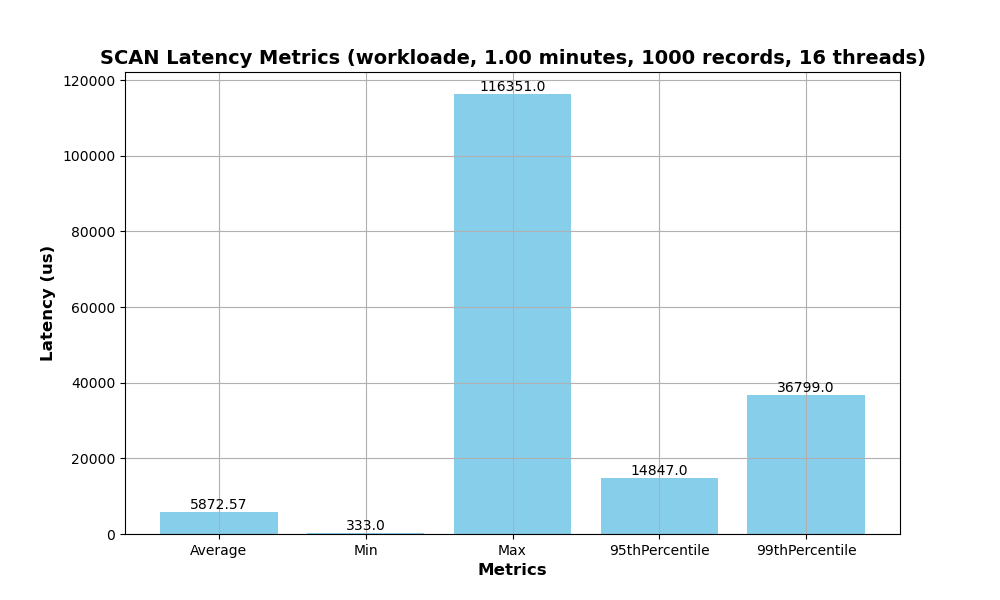 SCAN Latency Metrics (workloade, 1.00 minutes, 1000 records, 16 threads)
120000
100000
80000
60000
40000
20000
0
Latency (us)
5872.57
333.0
116351.0
14847.0
36799.0
Average
Min
Max
95thPercentile
99thPercentile
Metrics